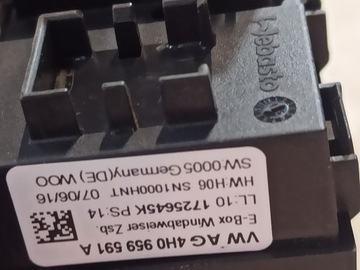 Webasto
VW AG 4H0 959 591 A
E-Box Windabweiser Zsb.
LL:10 1725645K PS:14
HW:H06 SN1000HNT 07/06/16
SW:0005 Germany(DE) WOO